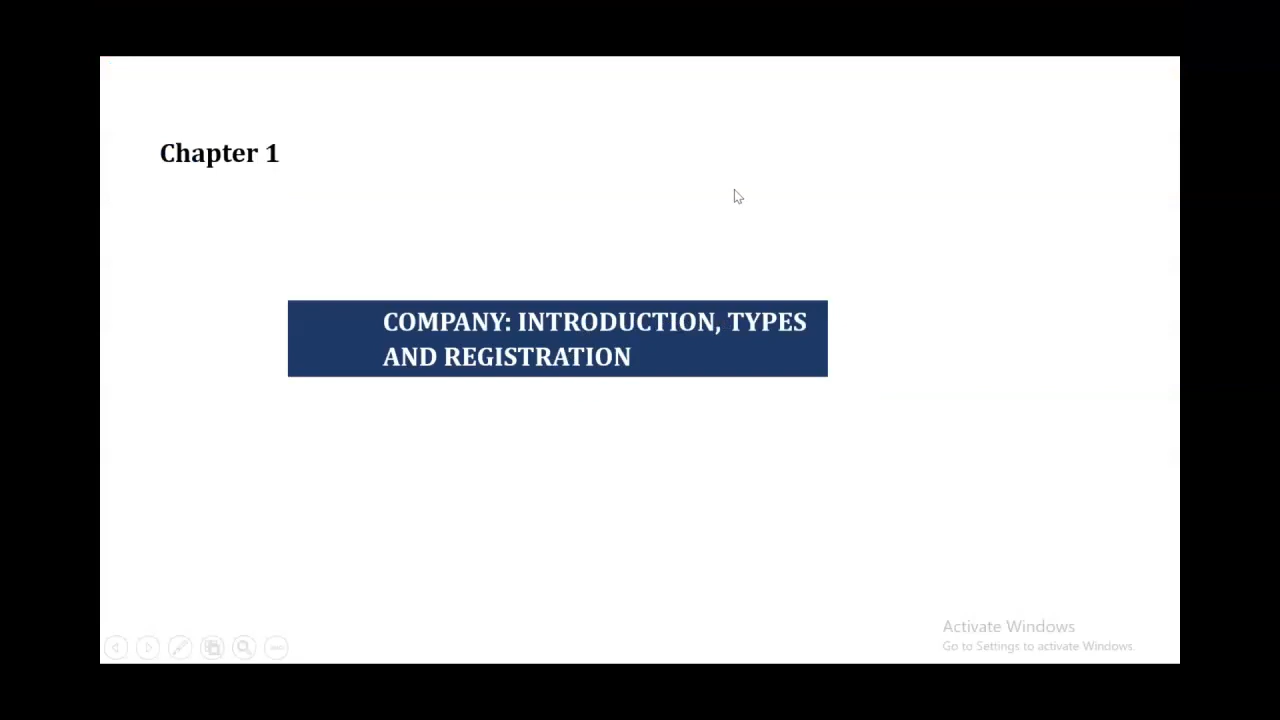 Chapter 1
COMPANY: INTRODUCTION, TYPES
AND REGISTRATION
Activate Windows
Go to Settings to activate Windows.